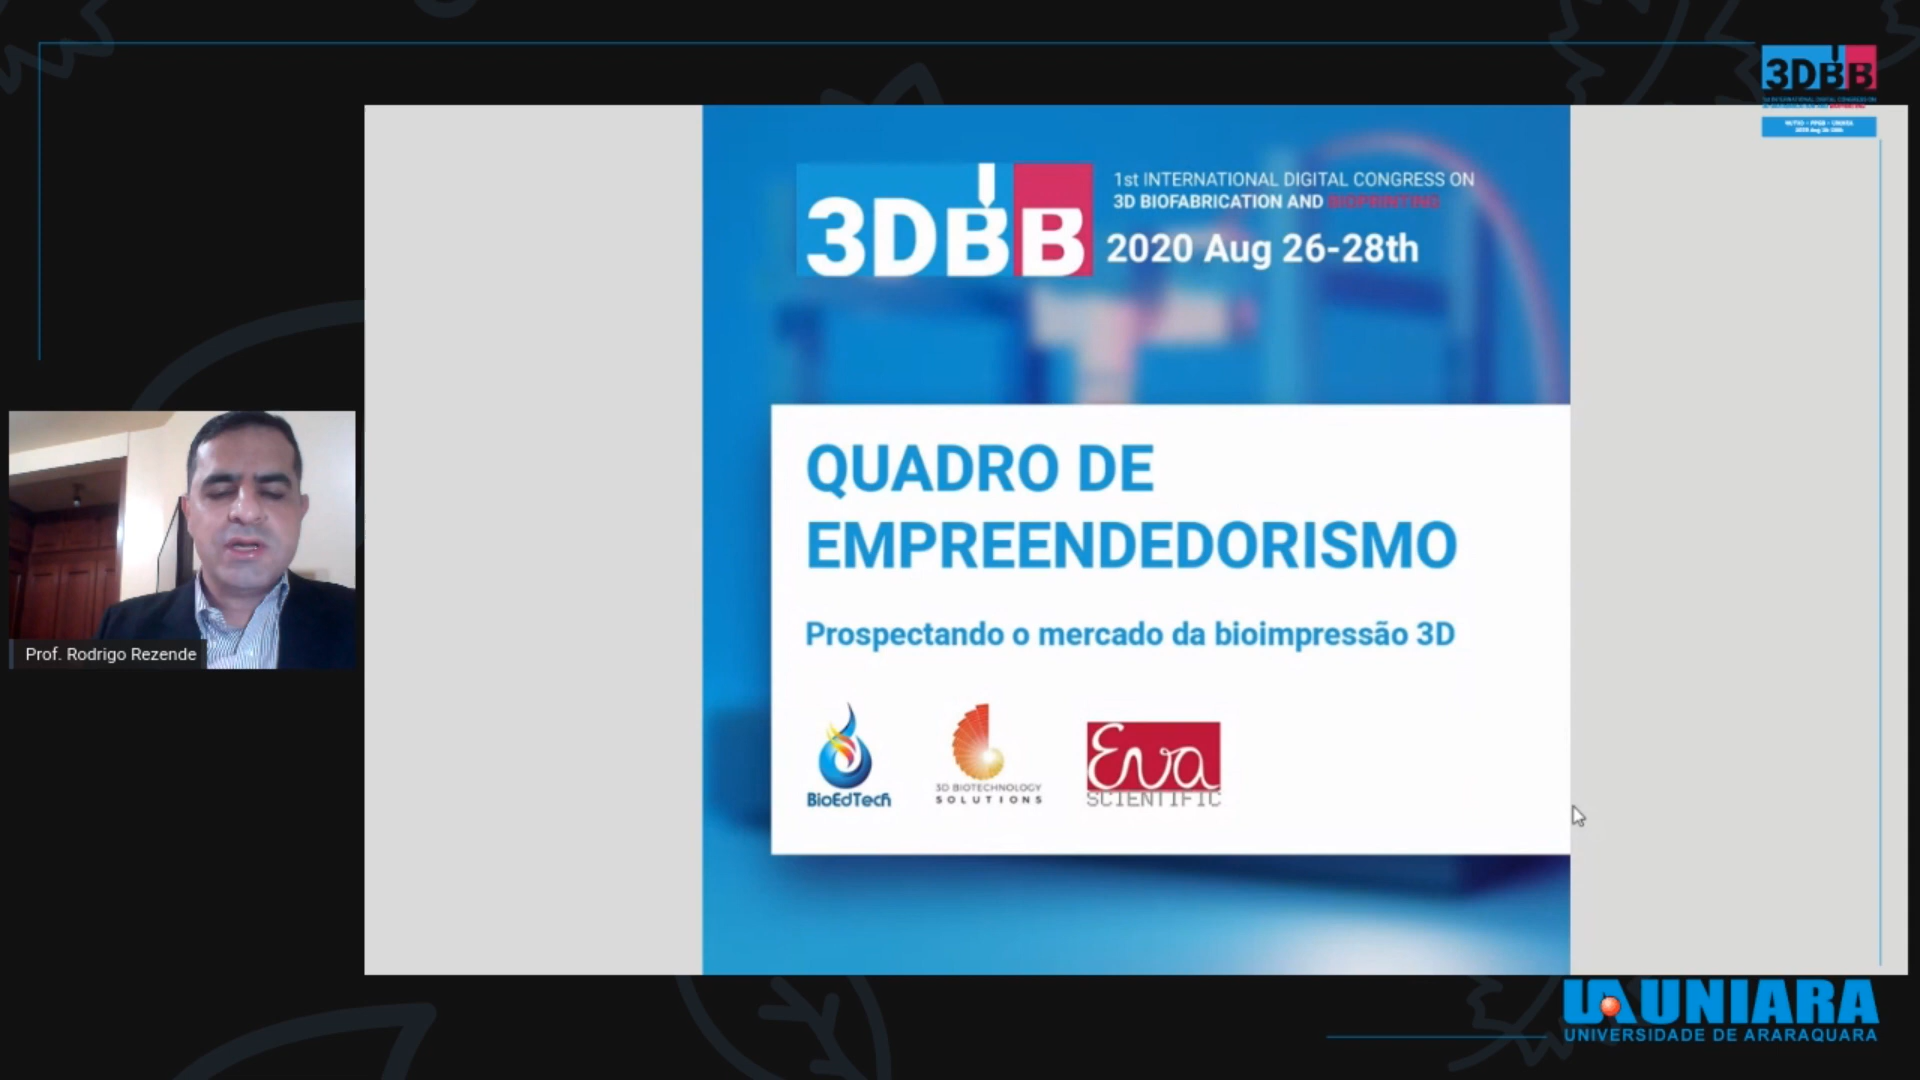 3DBB
3DBB
1st INTERNATIONAL DIGITAL CONGRESS ON
3D BIOFABRICATION AND BIOPRINTING
2020 Aug 26-28th
QUADRO DE
EMPREENDEDORISMO
Prospectando o mercado da bioimpressão 3D
Prof. Rodrigo Rezende
BioEdTech
3D BIOTECHNOLOGY
SOLUTIONS
Eva
SCIENTIFIC
UNIARA
UNIVERSIDADE DE ARARAQUARA